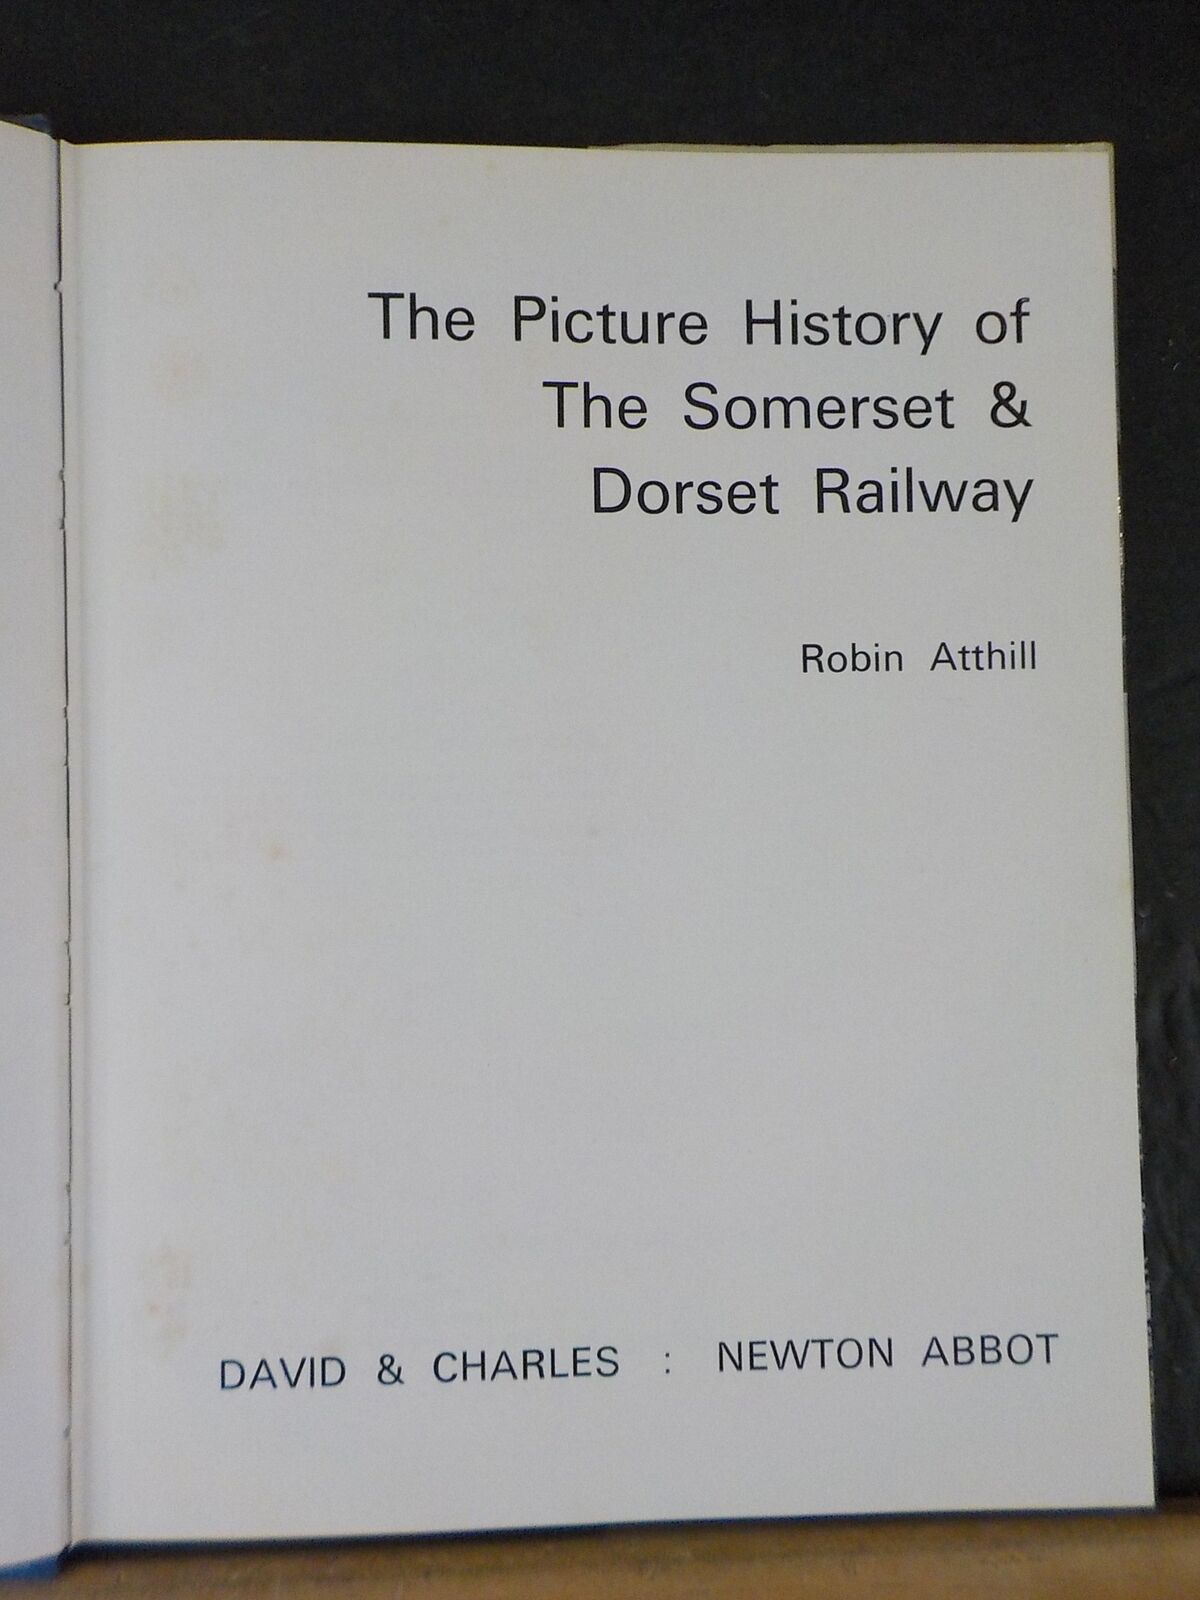 The Picture History of
The Somerset &
Dorset Railway
Robin Atthill
DAVID & CHARLES : NEWTON ABBOT